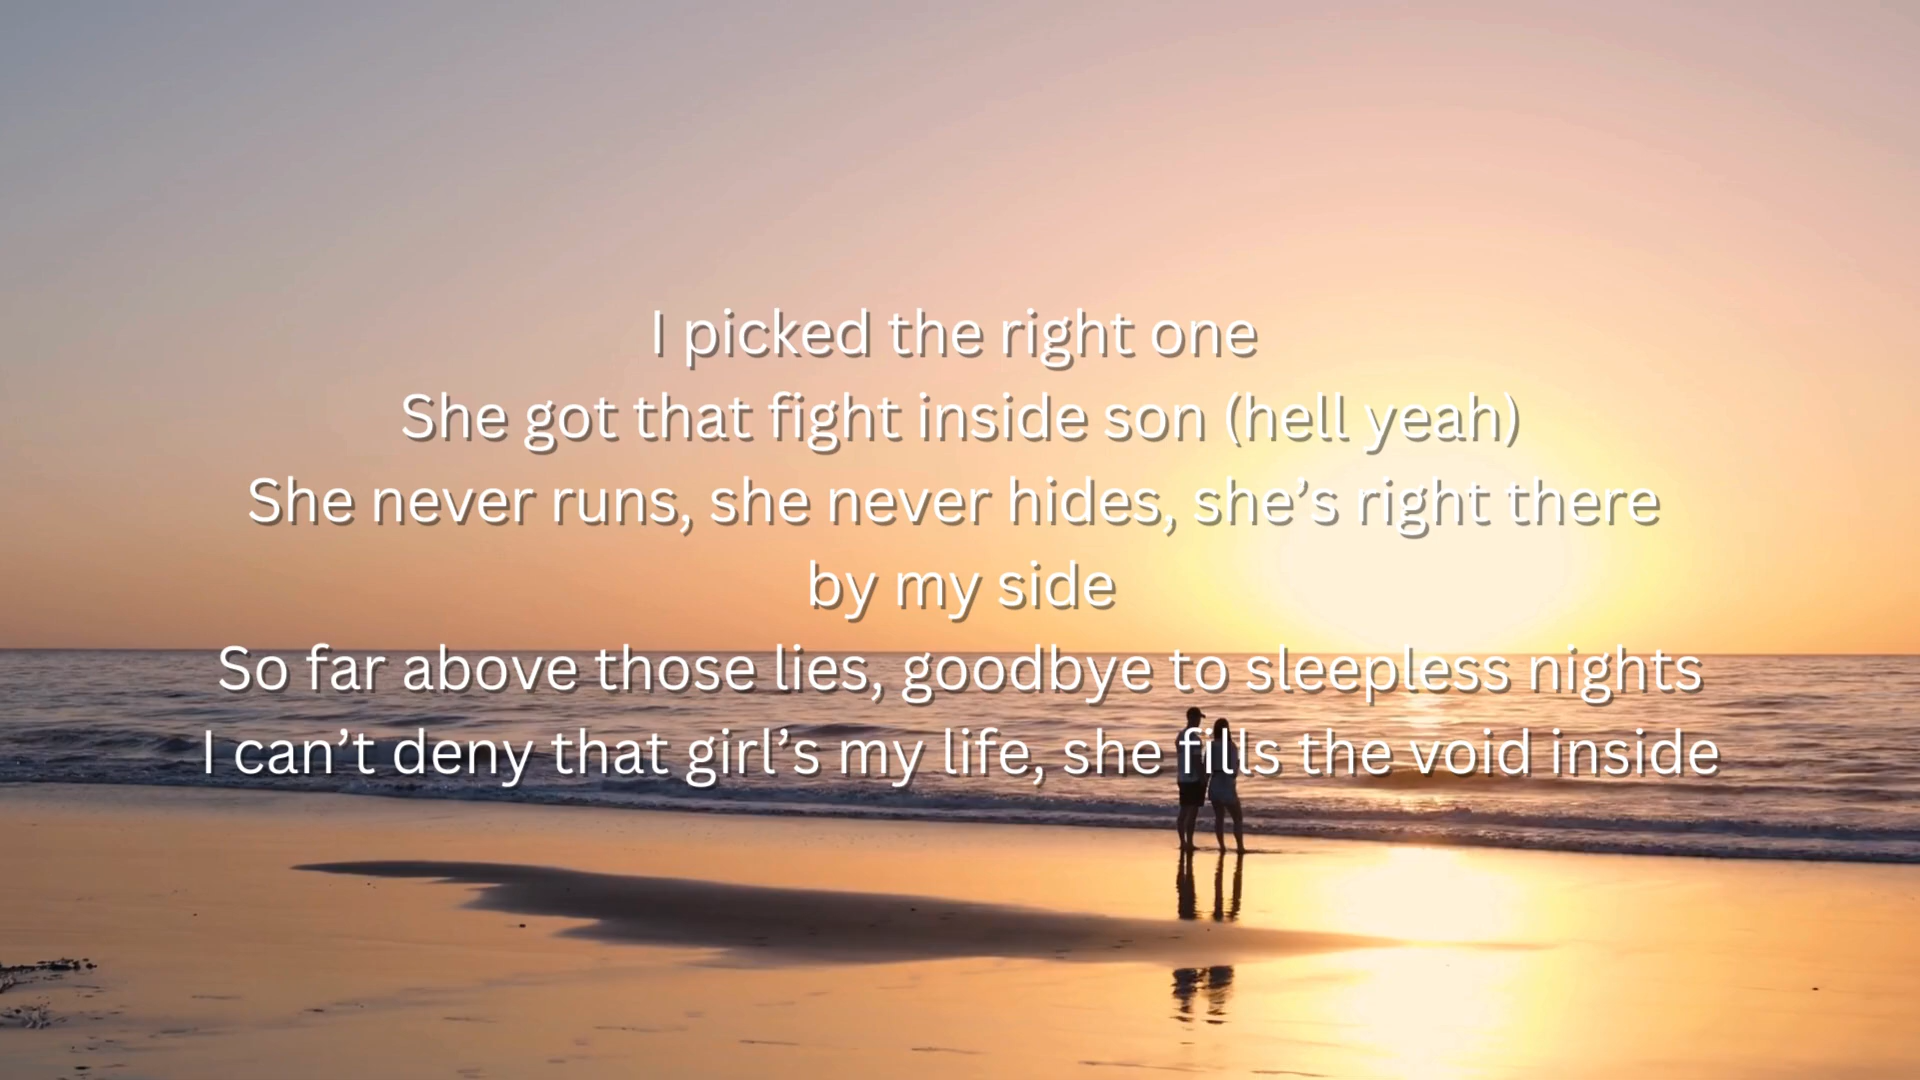 I picked the right one
She got that fight inside son (hell yeah)
She never runs, she never hides, she’s right there
by my side
So far above those lies, goodbye to sleepless nights
I can’t deny that girl’s my life, she fills the void inside